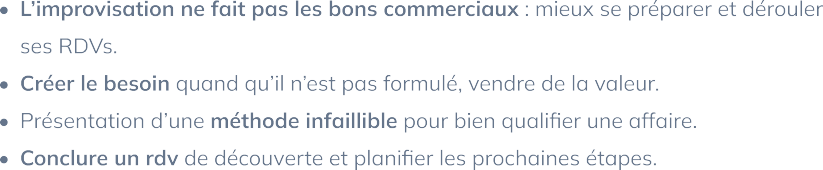 • L'improvisation ne fait pas les bons commerciaux : mieux se préparer et dérouler
ses RDVs.
• Créer le besoin quand qu'il n'est pas formulé, vendre de la valeur.
• Présentation d'une méthode infaillible pour bien qualifier une affaire.
• Conclure un rdv de découverte et planifier les prochaines étapes.